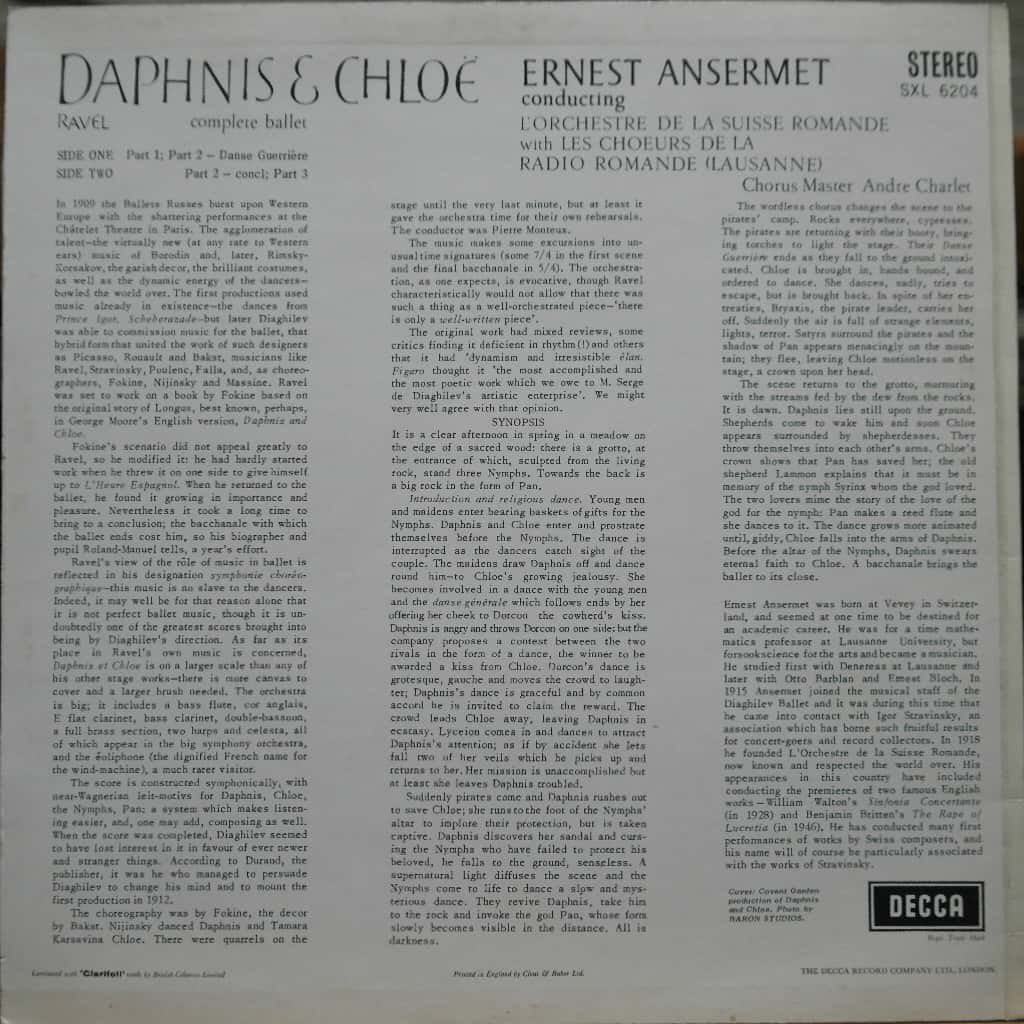 DAPHNIS & CHLOË
RAVEL complete ballet
SIDE ONE Part 1; Part 2 – Danse Guerrière
SIDE TWO Part 2 – concl; Part 3
ERNEST ANSERMET
conducting
L'ORCHESTRE DE LA SUISSE ROMANDE
with LES CHOEURS DE LA
RADIO ROMANDE (LAUSANNE)
Chorus Master Andre Charlet
STEREO
SXL 6204
In 1909 the Ballets Russes burst upon Western
Europe with the shattering performances at the
Châtelet Theatre in Paris. The agglomeration of
talent—the virtually new (at any rate to Western
ears) music of Borodin and, later, Rimsky-
Korsakov, the garish decor, the brilliant costumes,
as well as the dynamic energy of the dancers—
bowled the world over. The first productions used
music already in existence—the dances from
Prince Igor, Scheherazade—but later Diaghilev
was able to commission music for the ballet, that
hybrid form that united the work of such designers
as Picasso, Rouault and Bakst, musicians like
Ravel, Stravinsky, Poulenc, Falla, and, as choreo-
graphers, Fokine, Nijinsky and Massine. Ravel
was set to work on a book by Fokine based on
the original story of Longus, best known, perhaps,
in George Moore's English version, Daphnis and
Chloe.
Fokine's scenario did not appeal greatly to
Ravel, so he modified it: he had hardly started
work when he threw it on one side to give himself
up to L'Heure Espagnol. When he returned to the
ballet, he found it growing in importance and
pleasure. Nevertheless it took a long time to
bring to a conclusion; the bacchanale with which
the ballet ends cost him, so his biographer and
pupil Roland-Manuel tells, a year's effort.
Ravel's view of the rôle of music in ballet is
reflected in his designation symphonie choréo-
graphique—this music is no slave to the dancers.
Indeed, it may well be for that reason alone that
it is not perfect ballet music, though it is un-
doubtedly one of the greatest scores brought into
being by Diaghilev's direction. As far as its
place in Ravel's own music is concerned,
Daphnis et Chloe is on a larger scale than any of
his other stage works—there is more canvas to
cover and a larger brush needed. The orchestra
is big; it includes a bass flute, cor anglais,
E flat clarinet, bass clarinet, double-bassoon,
a full brass section, two harps and celesta, all
of which appear in the big symphony orchestra,
and the éoliphone (the dignified French name for
the wind-machine), a much rarer visitor.
The score is constructed symphonically, with
near-Wagnerian leit-motivs for Daphnis, Chloe,
the Nymphs, Pan; a system which makes listen-
ing easier, and, one may add, composing as well.
When the score was completed, Diaghilev seemed
to have lost interest in it in favour of ever newer
and stranger things. According to Durand, the
publisher, it was he who managed to persuade
Diaghilev to change his mind and to mount the
first production in 1912.
The choreography was by Fokine, the decor
by Bakst. Nijinsky danced Daphnis and Tamara
Karsavina Chloe. There were quarrels on the
stage until the very last minute, but at least it
gave the orchestra time for their own rehearsals.
The conductor was Pierre Monteux.
The music makes some excursions into un-
usual time signatures (some 7/4 in the first scene
and the final bacchanale in 5/4). The orchestra-
tion, as one expects, is evocative, though Ravel
characteristically would not allow that there was
such a thing as a well-orchestrated piece—'there
is only a well-written piece'.
The original work had mixed reviews, some
critics finding it deficient in rhythm (!) and others
that it had 'dynamism and irresistible élan.
Figaro thought it 'the most accomplished and
the most poetic work which we owe to M. Serge
de Diaghilev's artistic enterprise'. We might
very well agree with that opinion.
SYNOPSIS
It is a clear afternoon in spring in a meadow on
the edge of a sacred wood: there is a grotto, at
the entrance of which, sculpted from the living
rock, stand three Nymphs. Towards the back is
a big rock in the form of Pan.
Introduction and religious dance. Young men
and maidens enter bearing baskets of gifts for the
Nymphs. Daphnis and Chloe enter and prostrate
themselves before the Nymphs. The dance is
interrupted as the dancers catch sight of the
couple. The maidens draw Daphnis off and dance
round him—to Chloe's growing jealousy. She
becomes involved in a dance with the young men
and the danse générale which follows ends by her
offering her cheek to Dorcon the cowherd's kiss.
Daphnis is angry and throws Dorcon on one side: but the
company proposes a contest between the two
rivals in the form of a dance, the winner to be
awarded a kiss from Chloe. Dorcon's dance is
grotesque, gauche and moves the crowd to laugh-
ter; Daphnis's dance is graceful and by common
accord he is invited to claim the reward. The
crowd leads Chloe away, leaving Daphnis in
ecstasy. Lyceion comes in and dances to attract
Daphnis's attention; as if by accident she lets
fall two of her veils which he picks up and
returns to her. Her mission is unaccomplished but
at least she leaves Daphnis troubled.
Suddenly pirates come and Daphnis rushes out
to save Chloe; she runs to the foot of the Nymphs'
altar to implore their protection, but is taken
captive. Daphnis discovers her sandal and curs-
ing the Nymphs who have failed to protect his
beloved, he falls to the ground, senseless. A
supernatural light diffuses the scene and the
Nymphs come to life to dance a slow and mys-
terious dance. They revive Daphnis, take him
to the rock and invoke the god Pan, whose form
slowly becomes visible in the distance. All is
darkness.
The wordless chorus changes the scene to the
pirates' camp. Rocks everywhere, cypresses.
The pirates are returning with their booty, bring-
ing torches to light the stage. Their Danse
Guerrière ends as they fall to the ground intoxi-
cated. Chloe is brought in, hands bound, and
ordered to dance. She dances, sadly, tries to
escape, but is brought back. In spite of her en-
treaties, Bryaxis, the pirate leader, carries her
off. Suddenly the air is full of strange elements,
lights, terror. Satyrs surround the pirates and the
shadow of Pan appears menacingly on the moun-
tain; they flee, leaving Chloe motionless on the
stage, a crown upon her head.
The scene returns to the grotto, murmuring
with the streams fed by the dew from the rocks.
It is dawn. Daphnis lies still upon the ground.
Shepherds come to wake him and soon Chloe
appears surrounded by shepherdesses. They
throw themselves into each other's arms. Chloe's
crown shows that Pan has saved her; the old
shepherd Lammon explains that it must be in
memory of the nymph Syrinx whom the god loved.
The two lovers mime the story of the love of the
god for the nymph: Pan makes a reed flute and
she dances to it. The dance grows more animated
until, giddy, Chloe falls into the arms of Daphnis.
Before the altar of the Nymphs, Daphnis swears
eternal faith to Chloe. A bacchanale brings the
ballet to its close.
Ernest Ansermet was born at Vevey in Switzer-
land, and seemed at one time to be destined for
an academic career. He was for a time mathe-
matics professor at Lausanne University, but
forsook science for the arts and became a musician.
He studied first with Denereas at Lausanne and
later with Otto Barblan and Ernest Bloch. In
1915 Ansermet joined the musical staff of the
Diaghilev Ballet and it was during this time that
he came into contact with Igor Stravinsky, an
association which has borne such fruitful results
for concert-goers and record collectors. In 1918
he founded L'Orchestre de la Suisse Romande,
now known and respected the world over. His
appearances in this country have included
conducting the premieres of two famous English
works – William Walton's Sinfonia Concertante
(in 1928) and Benjamin Britten's The Rape of
Lucretia (in 1946). He has conducted many first
performances of works by Swiss composers, and
his name will of course be particularly associated
with the works of Stravinsky.
Cover: Covent Garden
production of Daphnis
and Chloe. Photo by
BARON STUDIOS.
DECCA
Regd. Trade Mark
Laminated with 'Clarifoil' made by British Celanese Limited
Printed in England by Clout & Baker Ltd.
THE DECCA RECORD COMPANY LTD., LONDON.